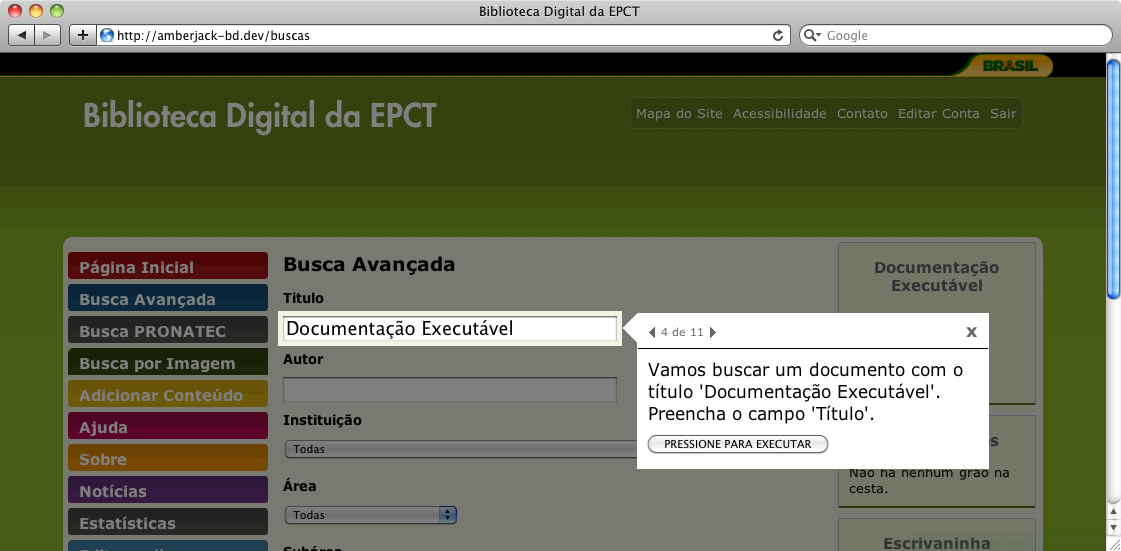 Biblioteca Digital da EPCT
http://amberjack-bd.dev/buscas
Google
BRASIL
Biblioteca Digital da EPCT
Mapa do Site Acessibilidade Contato Editar Conta Sair
Página Inicial
Busca Avançada
Busca PRONATEC
Busca por Imagem
Adicionar Conteúdo
Ajuda
Sobre
Notícias
Estatísticas
Busca Avançada
Titulo
Documentação Executável
Autor
Instituição
Todas
Área
Todas
4 de 11
x
Vamos buscar um documento com o
título 'Documentação Executável'.
Preencha o campo 'Título'.
PRESSIONE PARA EXECUTAR
Documentação
Executável
Não há nenhum grão na
cesta.
Escrivaninha